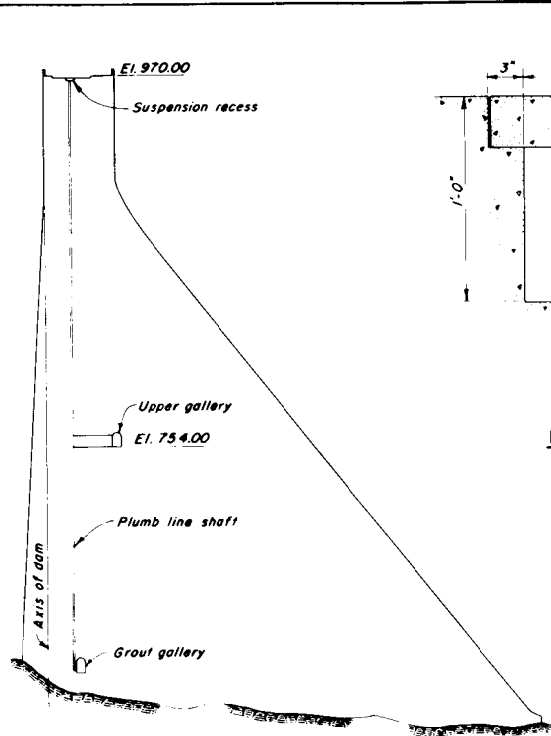 El. 970.00
Suspension recess
3"
1'-0"
Upper gallery
El. 754.00
Plumb line shaft
Axis of dam
Grout gallery